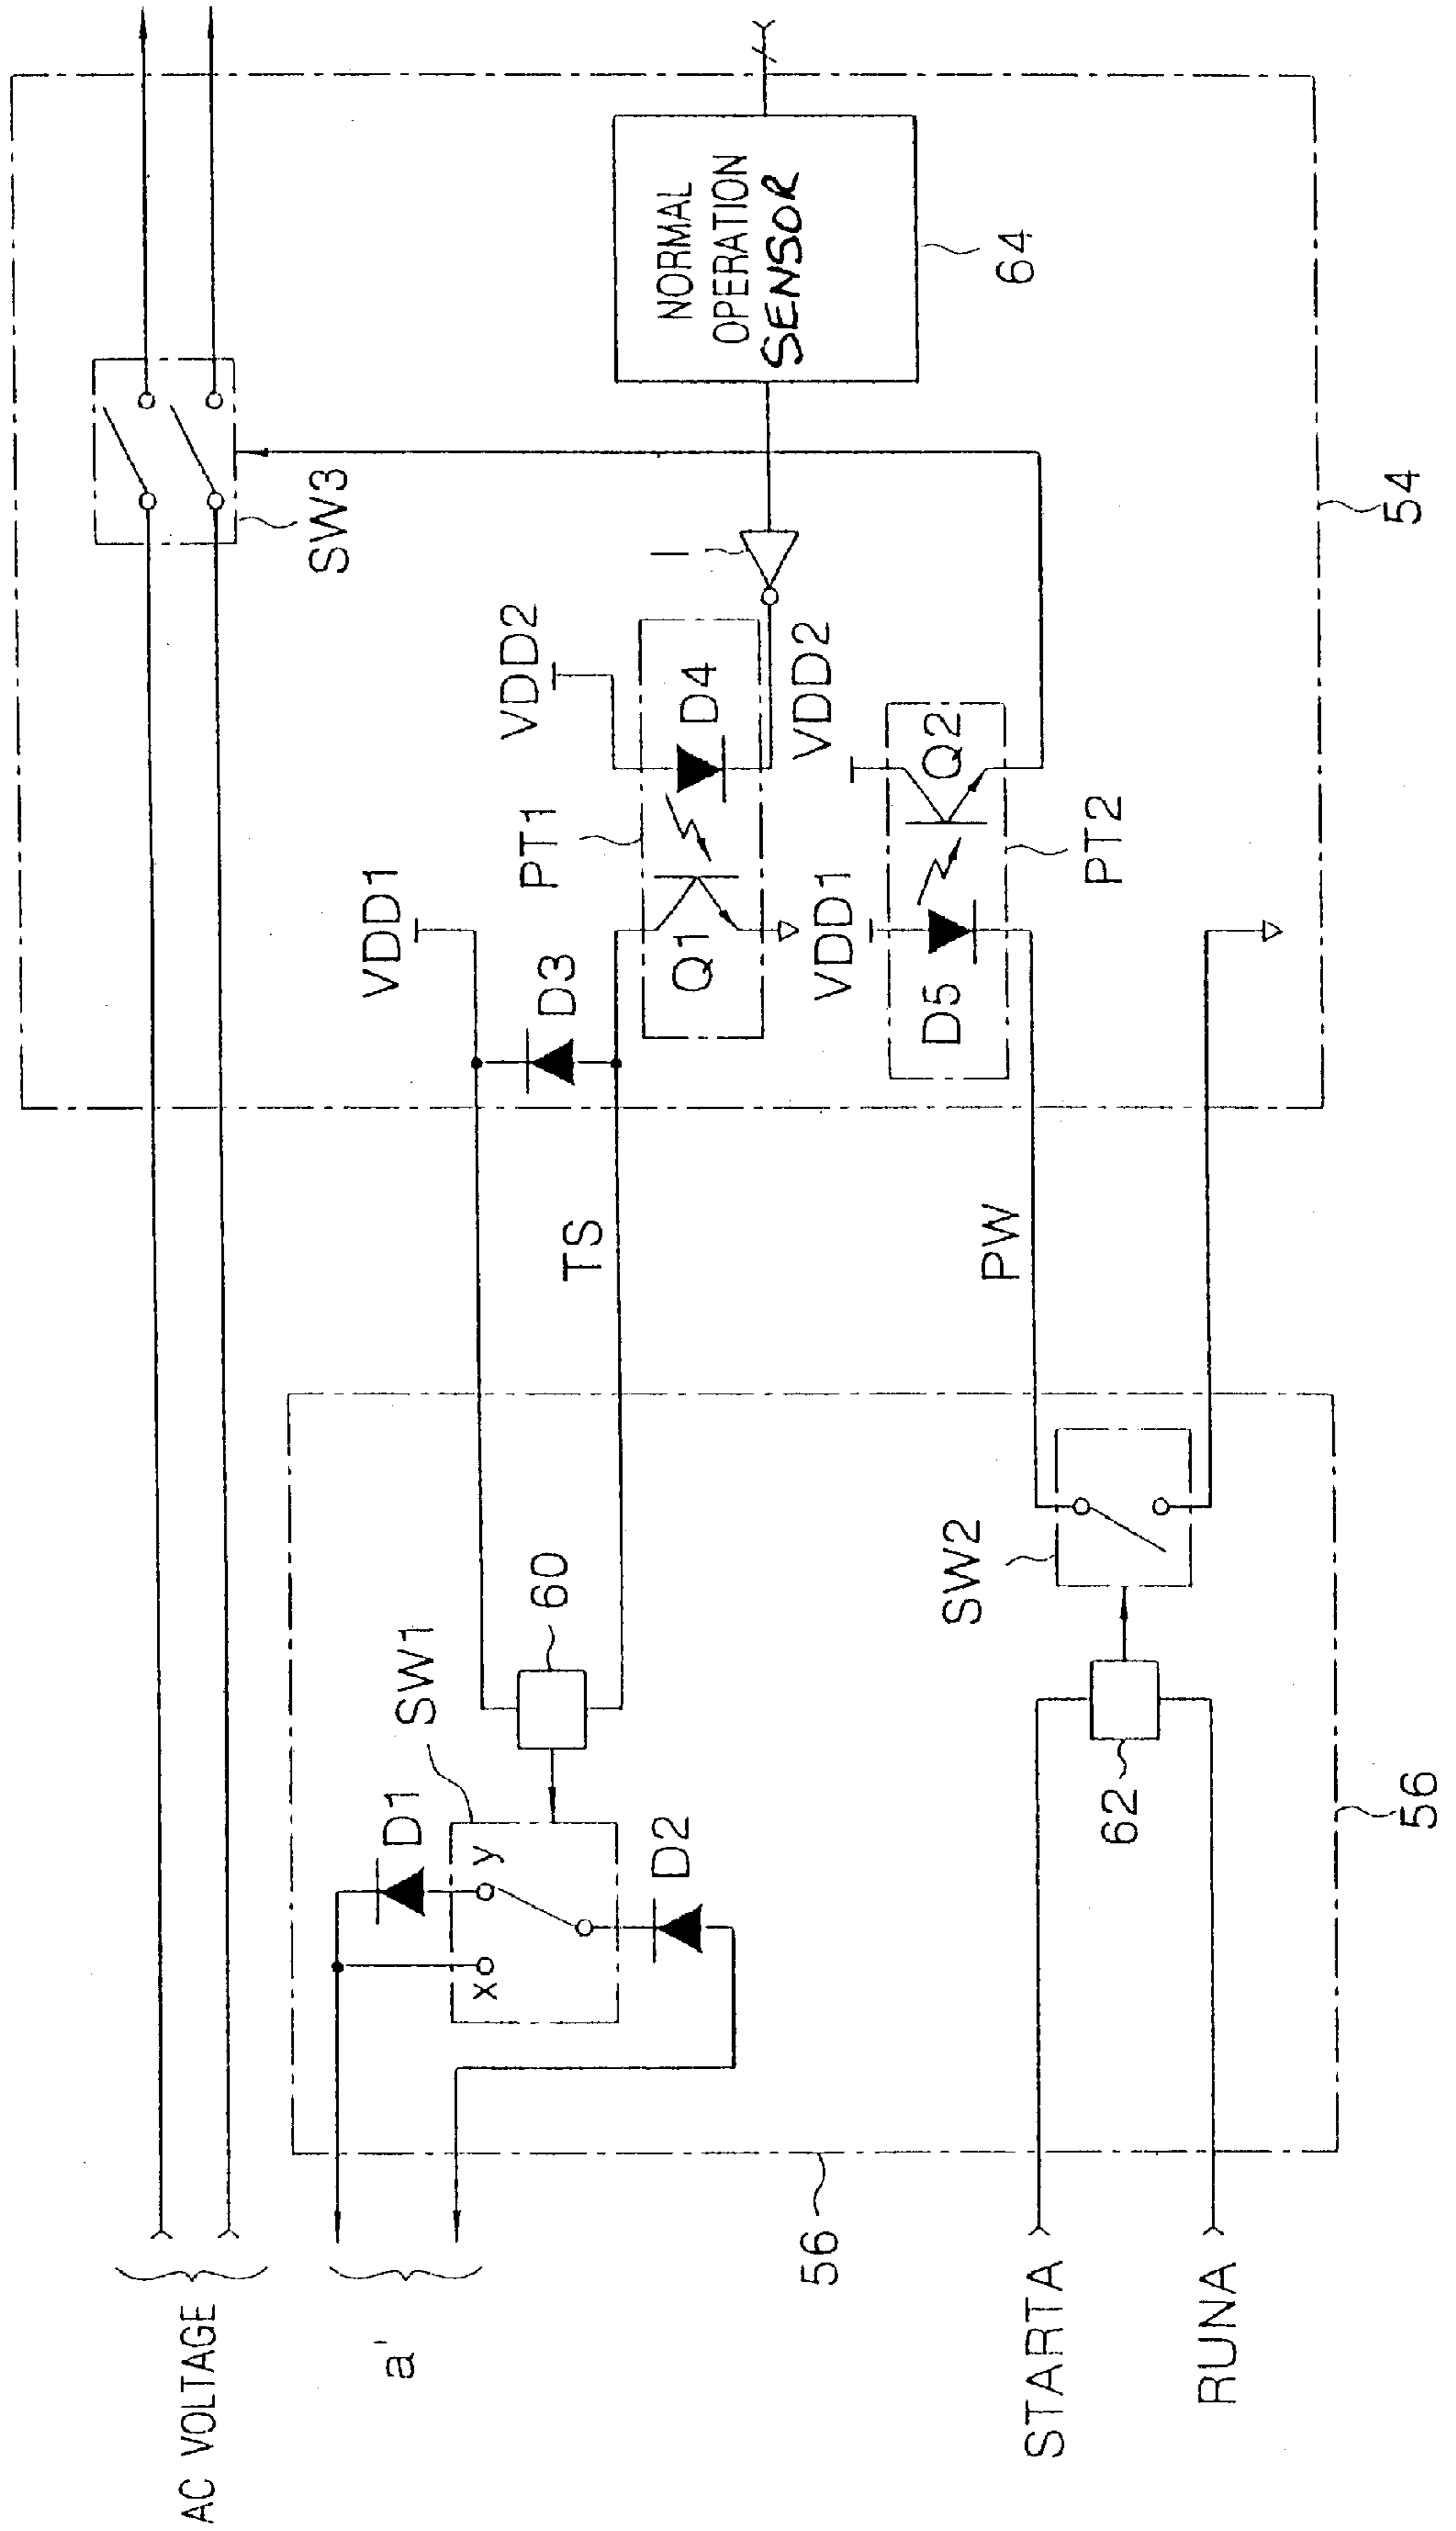 AC VOLTAGE
SW3
a'
SW1
D1
x
y
D2
60
TS
VDD1
D3
PT1
Q1
VDD2
D4
I
NORMAL
OPERATION
SENSOR
64
VDD2
VDD1
D5
Q2
PT2
PW
SW2
62
STARTA
RUNA
56
56
54